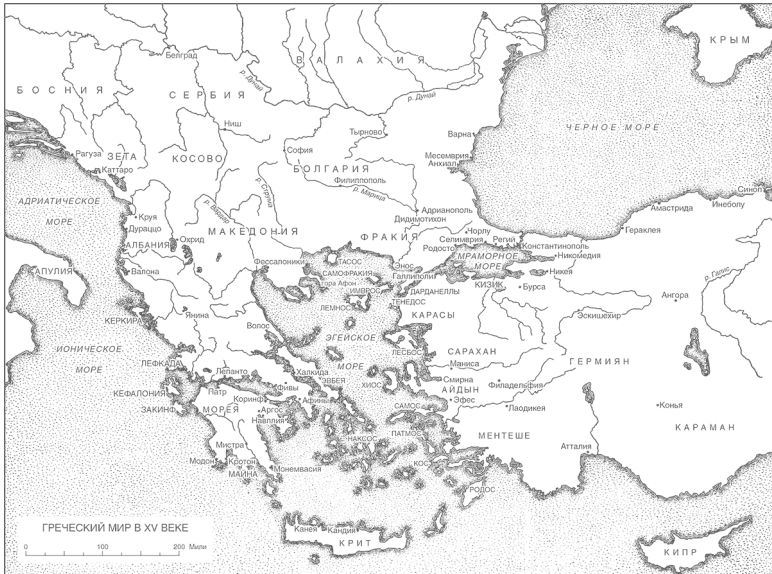 КРЫМ
ВАЛАХИЯ
Белград
р. Дунай
БОСНИЯ
СЕРБИЯ
р. Дунай
Ниш
Тырново
Варна
ЧЕРНОЕ МОРЕ
София
Рагуза
ЗЕТА
КОСОВО
Месемврия
Анхиал
Каттаро
БОЛГАРИЯ
Филиппополь
р. Марица
Синоп
АДРИАТИЧЕСКОЕ
МОРЕ
р. Вардар
р. Струма
Адрианополь
Дидимотихон
Амастрида
Инеболу
Круя
Дураццо
Гераклея
МАКЕДОНИЯ
ФРАКИЯ
Чорлу
Селимврия
Регий
Константинополь
АЛБАНИЯ
Охрид
Родосто
МРАМОРНОЕ
МОРЕ
Никомедия
АПУЛИЯ
Валона
Фессалоники
ТАСОС
САМОФРАКИЯ
Энос
Галлиполи
Никея
р. Галис
гора Афон
ИМВРОС
ДАРДАНЕЛЛЫ
КИЗИК
Бурса
ЛЕМНОС
ТЕНЕДОС
Ангора
КЕРКИРА
Янина
КАРАСЫ
Эскишехир
Волос
ЭГЕЙСКОЕ
МОРЕ
ИОНИЧЕСКОЕ
МОРЕ
ЛЕСБОС
САРАХАН
Маниса
ГЕРМИЯН
ЛЕФКАДА
Лепанто
Халкида
ЭВБЕЯ
ХИОС
Смирна
Филадельфия
КЕФАЛОНИЯ
Патр
Фивы
АЙДЫН
Эфес
ЗАКИНФ
МОРЕЯ
Коринф
Афины
САМОС
Лаодикея
Конья
Аргос
Навплия
ПАТМОС
КАРАМАН
Мистра
НАКСОС
МЕНТЕШЕ
Атталия
Модон
Кротон
МАЙНА
Монемвасия
КОС
РОДОС
ГРЕЧЕСКИЙ МИР В XV ВЕКЕ
0 100 200 Мили
Канея
Кандия
КРИТ
КИПР